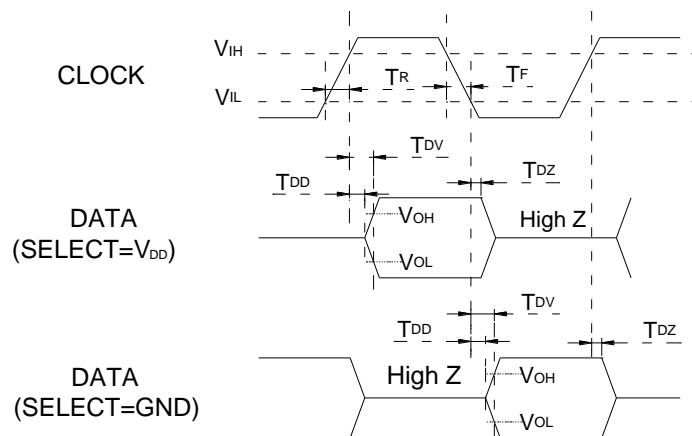 VIH
CLOCK
TR
TF
VIL
TDV
TDD
TDZ
DATA
(SELECT=VDD)
VOH
High Z
VOL
TDV
TDD
TDZ
DATA
(SELECT=GND)
High Z
VOH
VOL